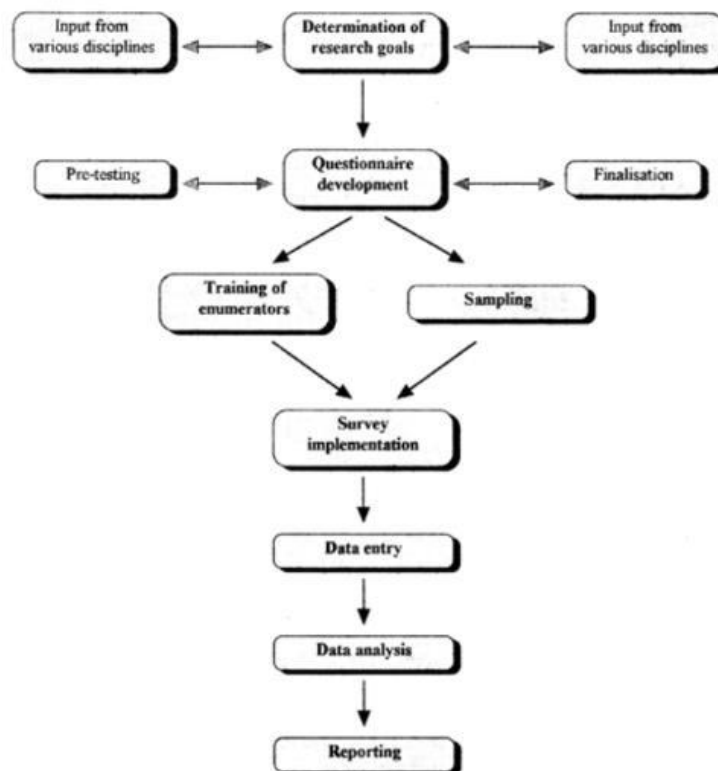 Input from
various disciplines
Determination of
research goals
Input from
various disciplines
Pre-testing
Questionnaire
development
Finalisation
Training of
enumerators
Sampling
Survey
implementation
Data entry
Data analysis
Reporting